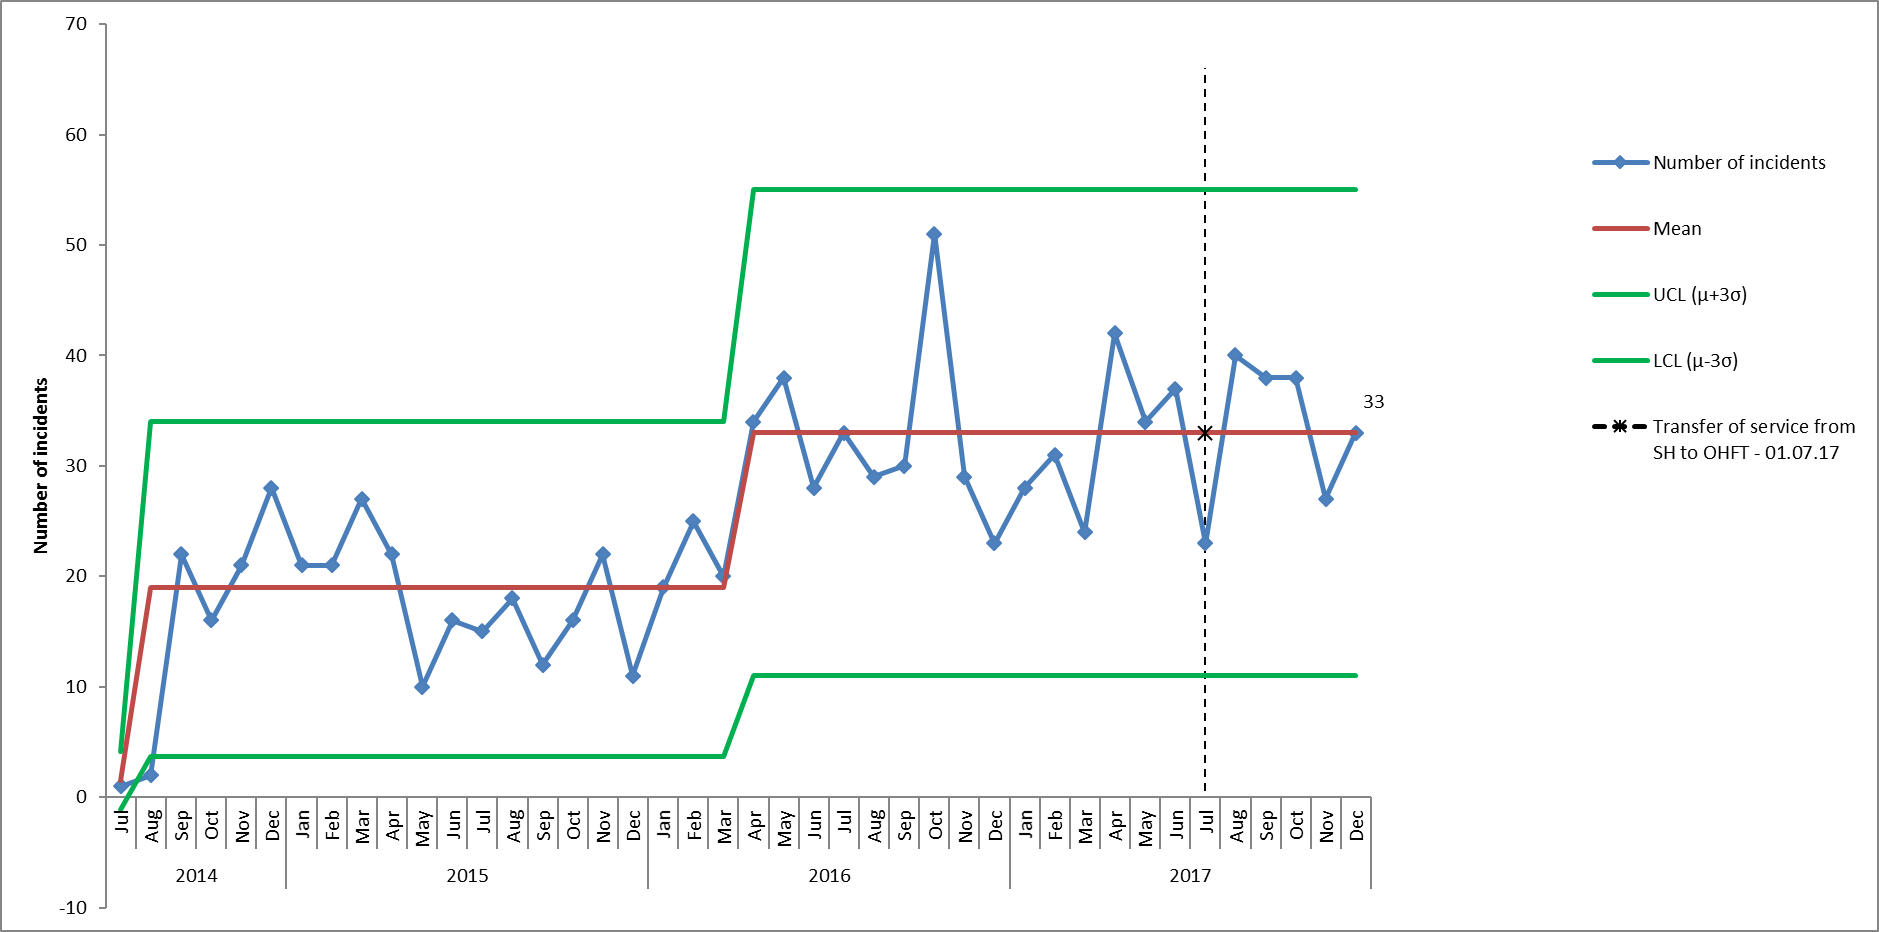 70
60
50
40
30
20
10
0
-10
Number of incidents
33
Jul Aug Sep Oct Nov Dec Jan Feb Mar Apr May Jun Jul Aug Sep Oct Nov Dec Jan Feb Mar Apr May Jun Jul Aug Sep Oct Nov Dec Jan Feb Mar Apr May Jun Jul Aug Sep Oct Nov Dec
2014 2015 2016 2017
Number of incidents
Mean
UCL (μ+3σ)
LCL (μ-3σ)
Transfer of service from
SH to OHFT - 01.07.17